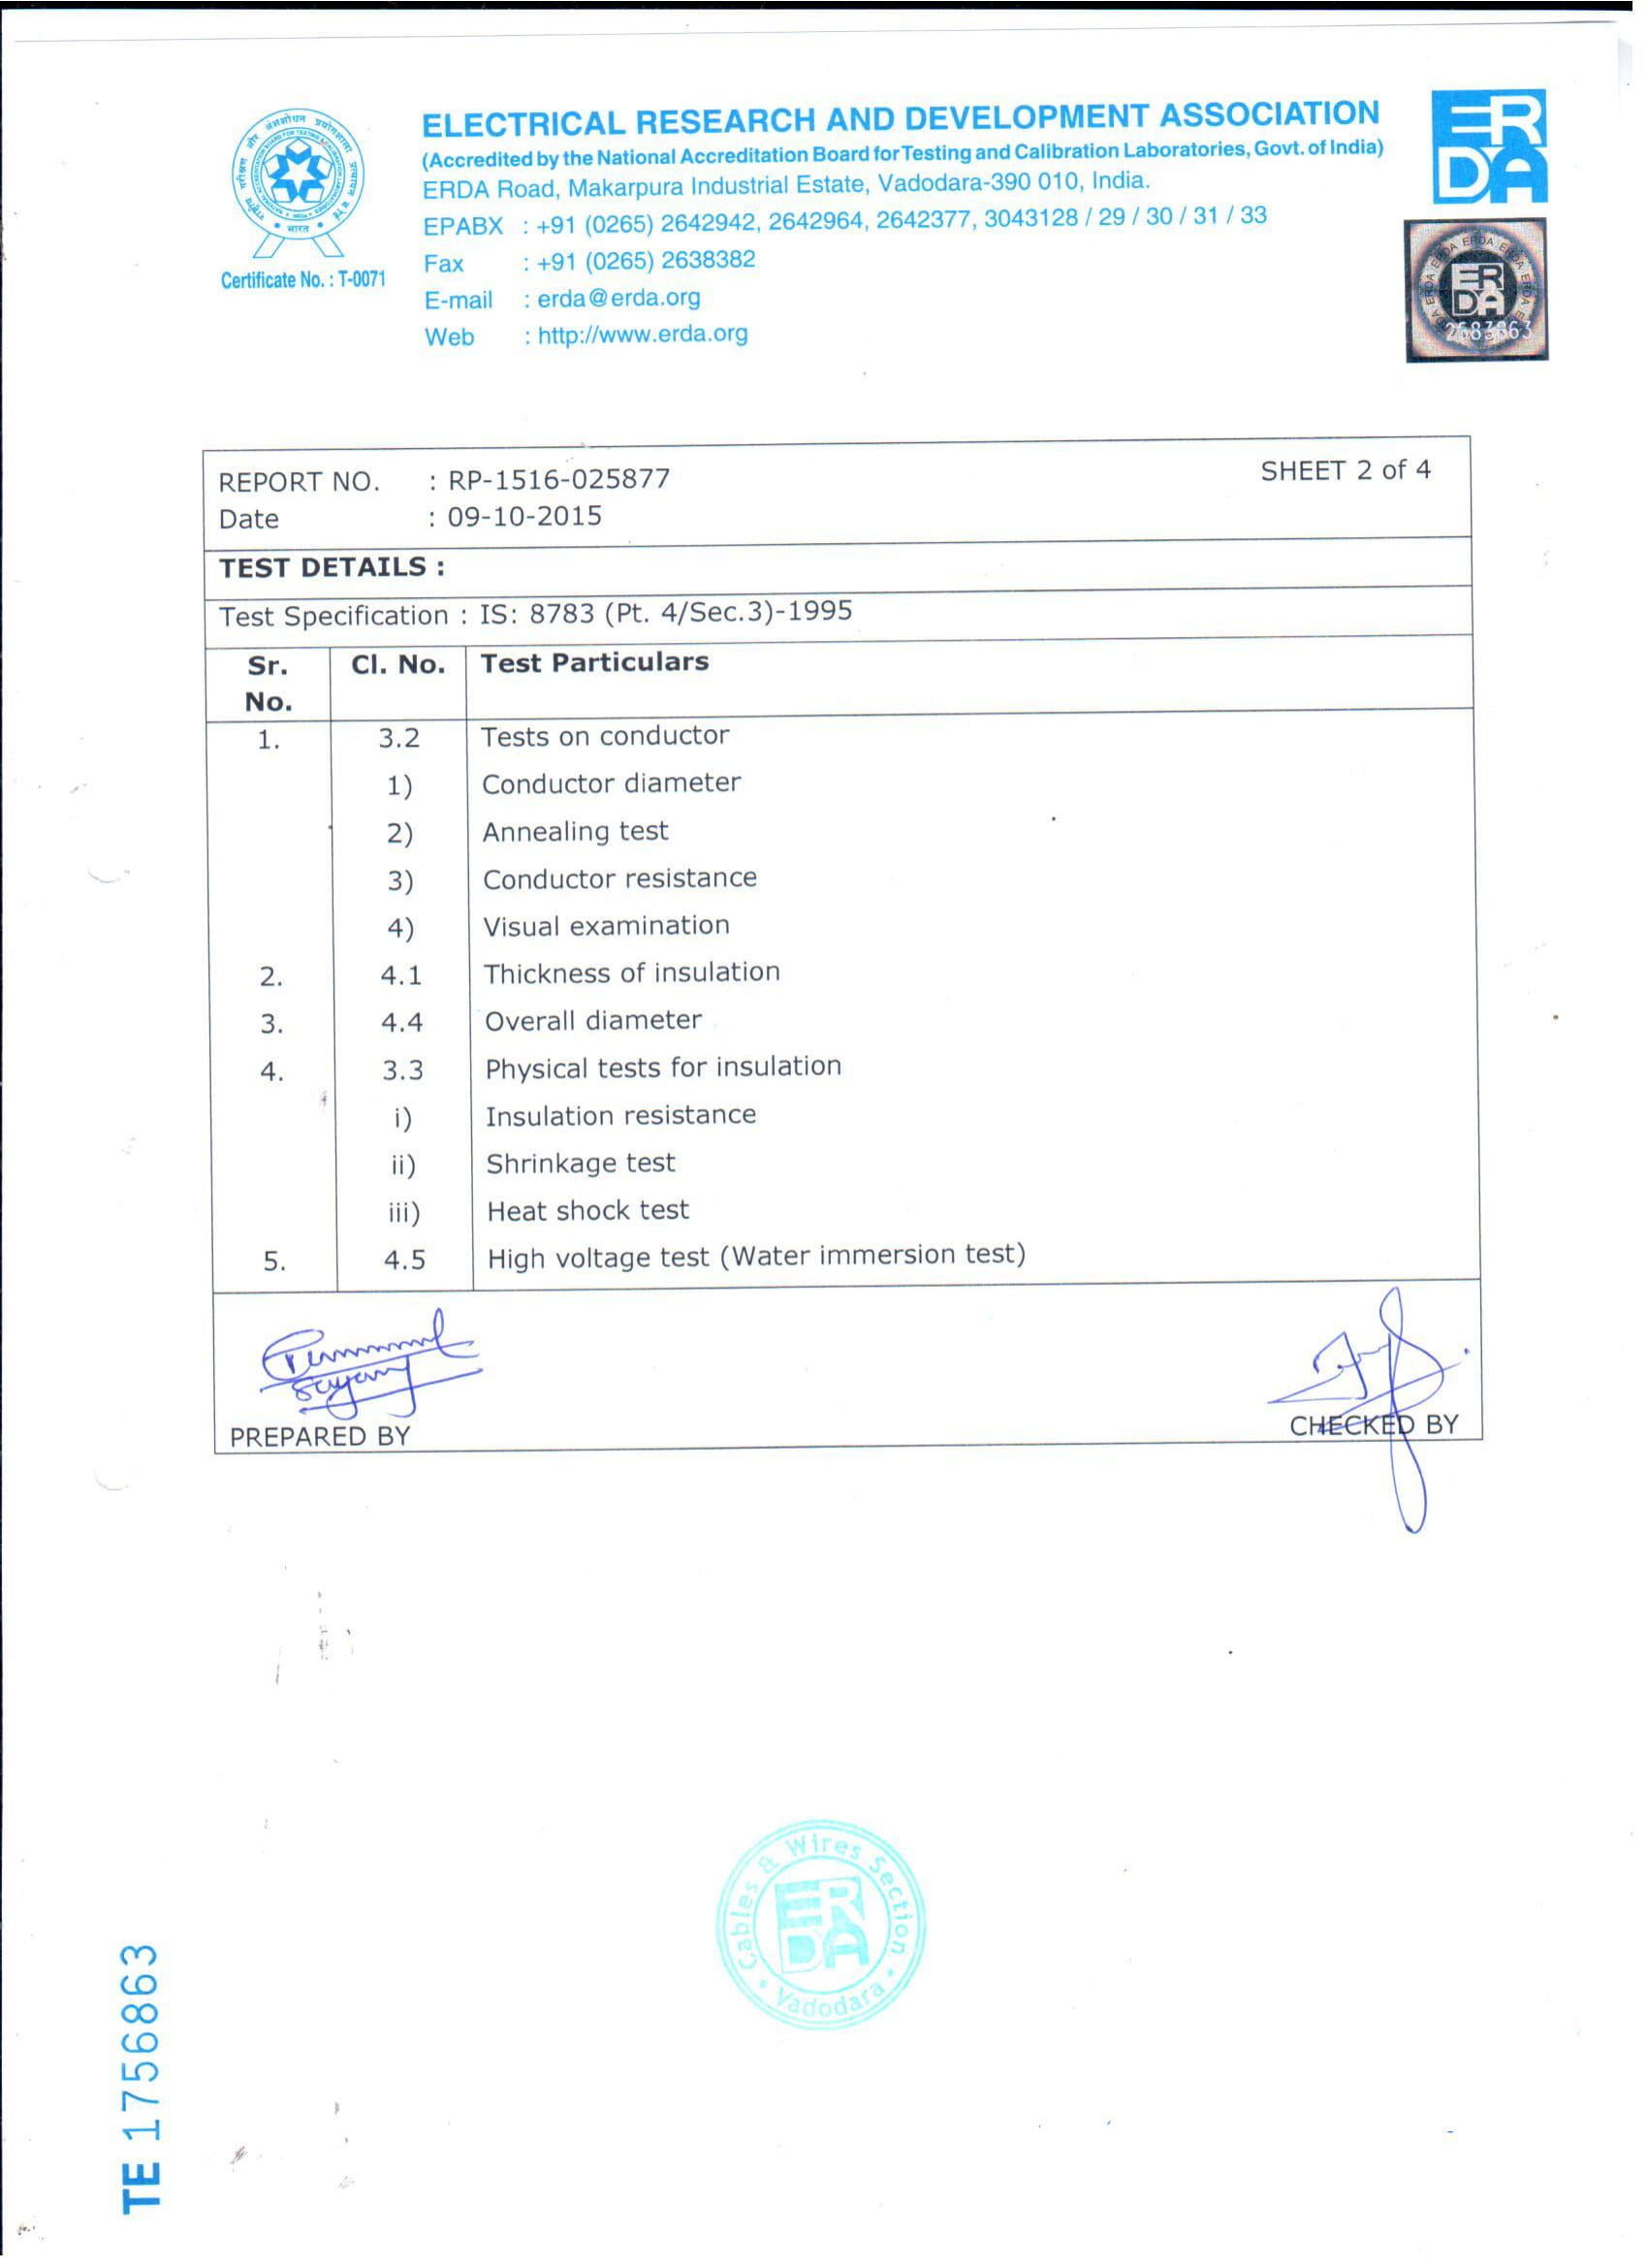 ELECTRICAL RESEARCH AND DEVELOPMENT ASSOCIATION
(Accredited by the National Accreditation Board for Testing and Calibration Laboratories, Govt. of India)
ERDA Road, Makarpura Industrial Estate, Vadodara-390 010, India.
EPABX : +91 (0265) 2642942, 2642964, 2642377, 3043128 / 29 / 30 / 31 / 33
Fax : +91 (0265) 2638382
E-mail : erda@erda.org
Web : http://www.erda.org
भारत
Certificate No. : T-0071
ERDA
ERDA
REPORT NO. : RP-1516-025877 SHEET 2 of 4
Date : 09-10-2015
TEST DETAILS :
Test Specification : IS: 8783 (Pt. 4/Sec.3)-1995
Sr. No. Cl. No. Test Particulars
1. 3.2 Tests on conductor
1) Conductor diameter
2) Annealing test
3) Conductor resistance
4) Visual examination
2. 4.1 Thickness of insulation
3. 4.4 Overall diameter
4. 3.3 Physical tests for insulation
i) Insulation resistance
ii) Shrinkage test
iii) Heat shock test
5. 4.5 High voltage test (Water immersion test)
PREPARED BY CHECKED BY
Cables & Wires Section
ERDA
Vadodara
TE 1756863